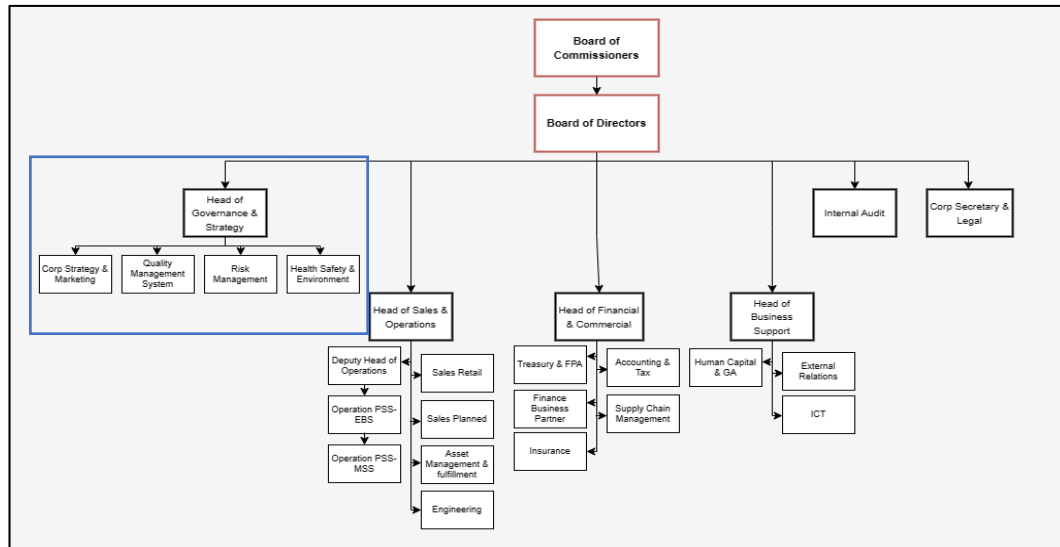 Board of
Commissioners
Board of Directors
Head of
Governance &
Strategy
Internal Audit
Corp Secretary &
Legal
Corp Strategy &
Marketing
Quality
Management
System
Risk
Management
Health Safety &
Environment
Head of Sales &
Operations
Head of Financial
& Commercial
Head of
Business
Support
Deputy Head of
Operations
Sales Retail
Operation PSS-
EBS
Sales Planned
Operation PSS-
MSS
Asset
Management &
fulfillment
Engineering
Treasury & FPA
Accounting &
Tax
Finance
Business
Partner
Supply Chain
Management
Insurance
Human Capital
& GA
External
Relations
ICT